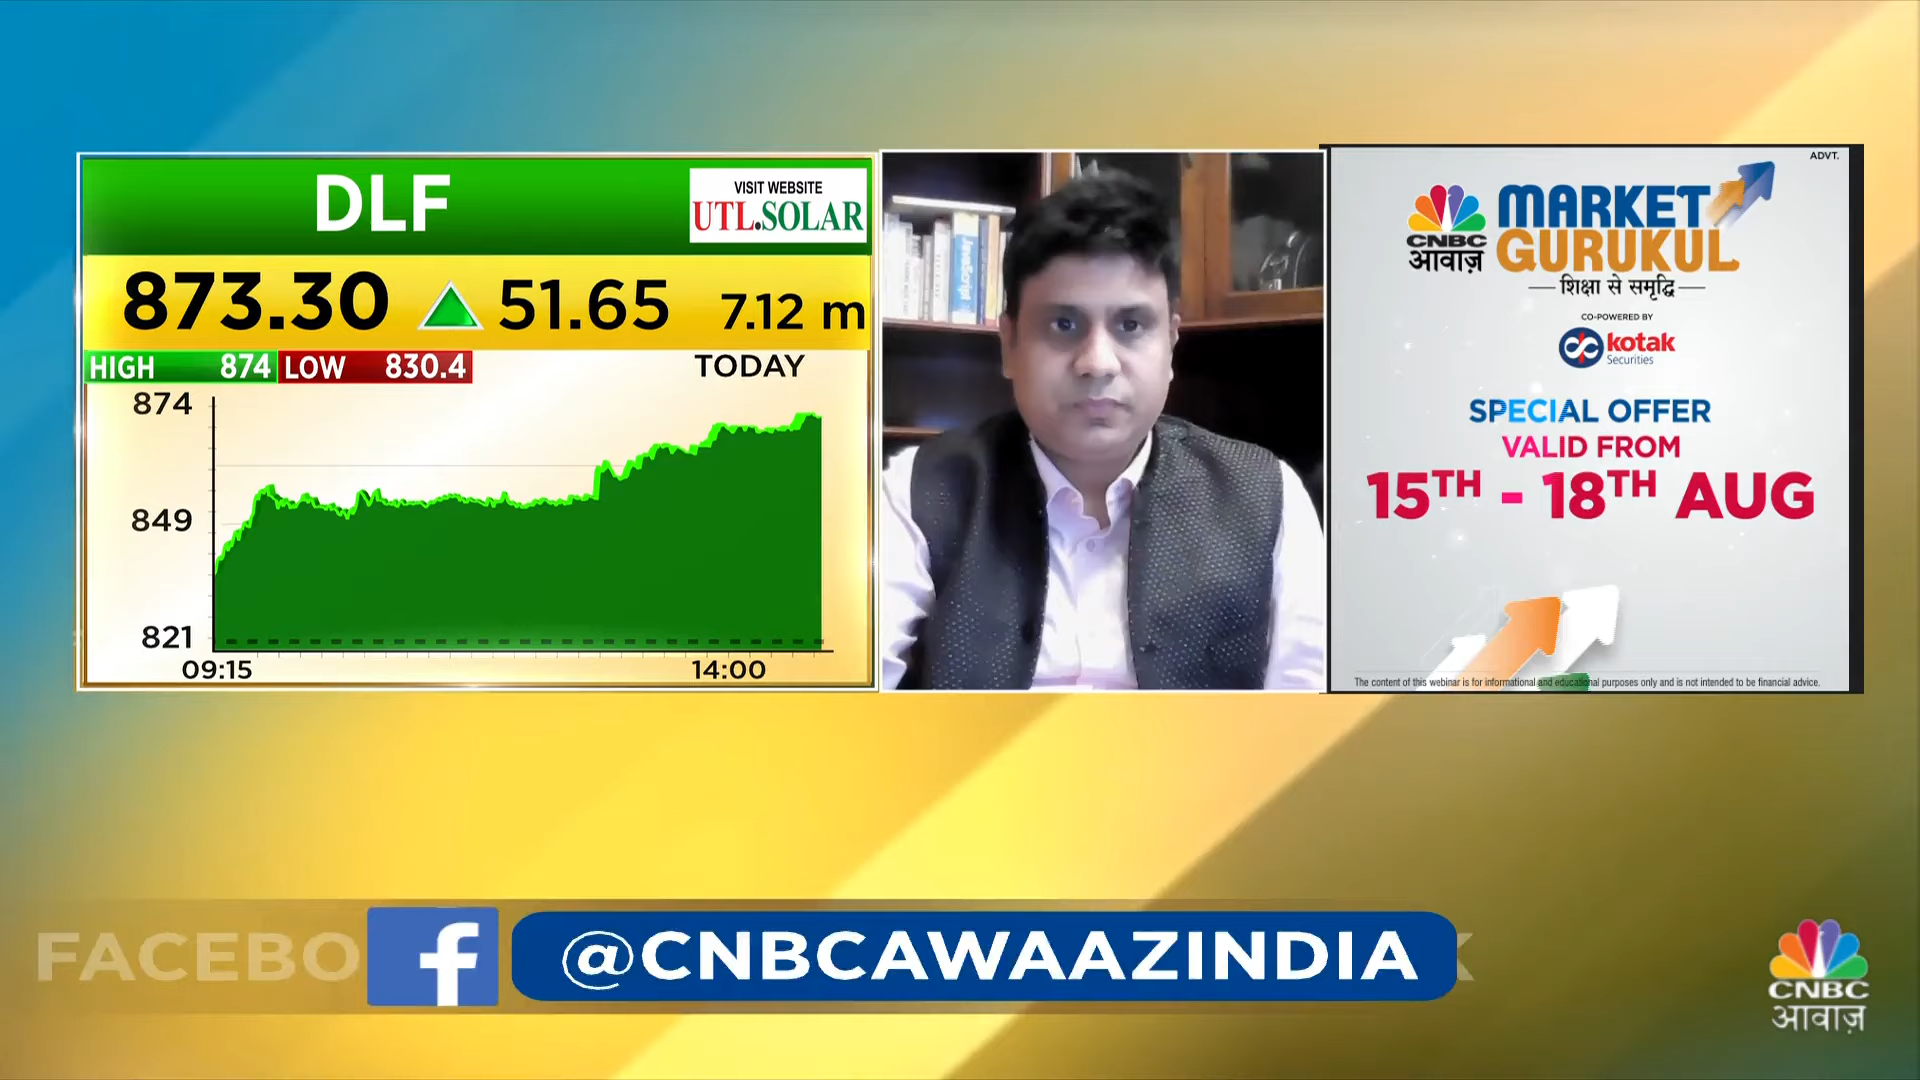 DLF
VISIT WEBSITE
UTL.SOLAR
873.30 51.65 7.12 m
HIGH 874 LOW 830.4 TODAY
874
849
821
09:15 14:00
JavaScript
ADVT.
CNBC
आवाज़
MARKET
GURUKUL
शिक्षा से समृद्धि
CO-POWERED BY
kotak
Securities
SPECIAL OFFER
VALID FROM
15TH - 18TH AUG
The content of this webinar is for informational and educational purposes only and is not intended to be financial advice.
FACEBO K
f @CNBCAWAAZINDIA
CNBC
आवाज़